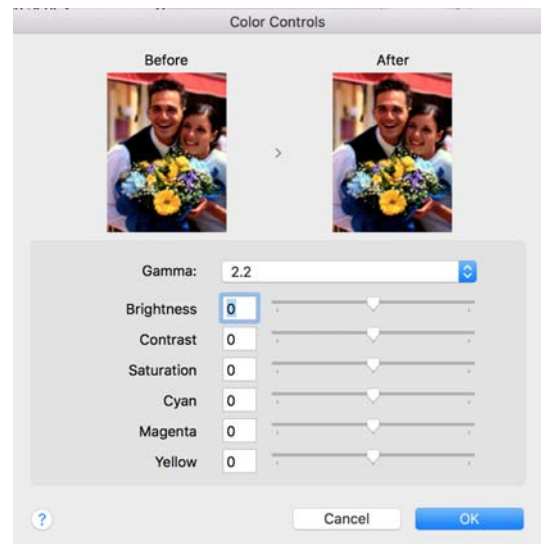 Color Controls
Before After
>
Gamma: 2.2
Brightness 0
Contrast 0
Saturation 0
Cyan 0
Magenta 0
Yellow 0
? Cancel OK